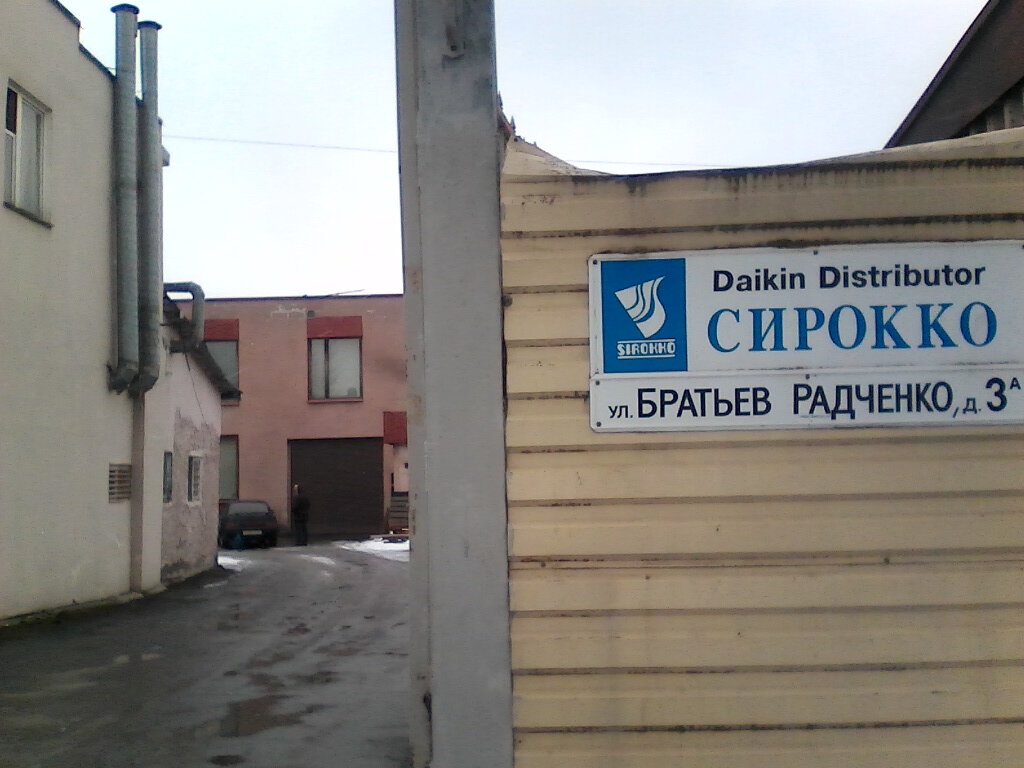 Daikin Distributor
СИРОККО
SIROKKO
ул. БРАТЬЕВ РАДЧЕНКО, д. 3А